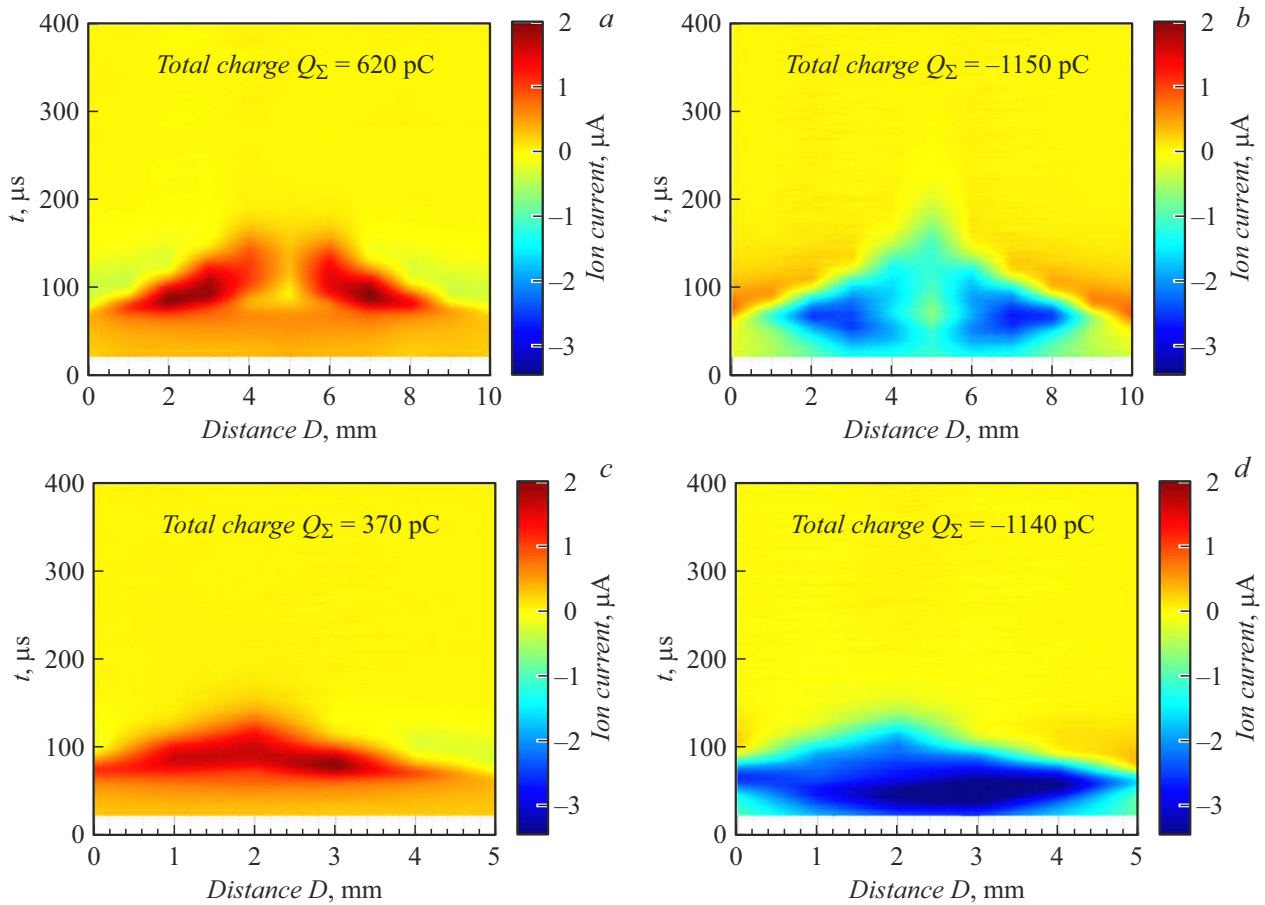 a
Total charge QΣ = 620 pC
400
300
200
100
0
t, μs
0 2 4 6 8 10
Distance D, mm
2
1
0
–1
–2
–3
Ion current, μA
b
Total charge QΣ = –1150 pC
400
300
200
100
0
t, μs
0 2 4 6 8 10
Distance D, mm
2
1
0
–1
–2
–3
Ion current, μA
c
Total charge QΣ = 370 pC
400
300
200
100
0
t, μs
0 1 2 3 4 5
Distance D, mm
2
1
0
–1
–2
–3
Ion current, μA
d
Total charge QΣ = –1140 pC
400
300
200
100
0
t, μs
0 1 2 3 4 5
Distance D, mm
2
1
0
–1
–2
–3
Ion current, μA